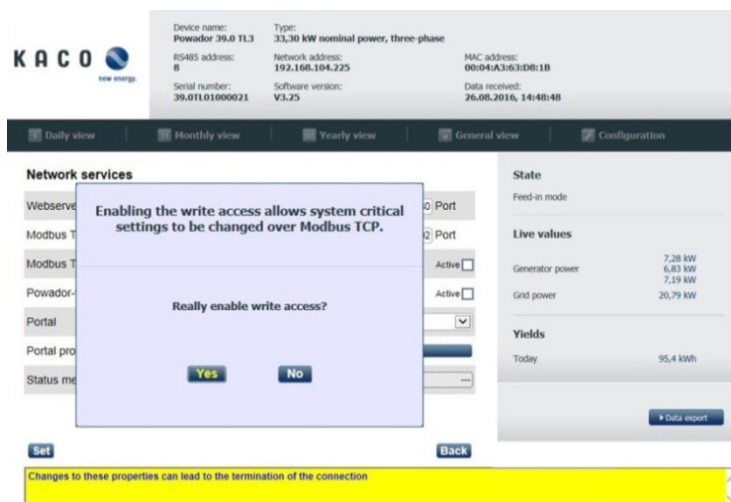 KACO
new energy.
Device name:
Powador 39.0 TL3
Type:
33,30 kW nominal power, three-phase
RS485 address:
8
Network address:
192.168.104.225
MAC address:
00:04:A3:63:D8:1B
Serial number:
39.0TL01000021
Software version:
V3.25
Data received:
26.08.2016, 14:48:48
Daily view
Monthly view
Yearly view
General view
Configuration
Network services
Webserve
0 Port
Modbus T
2 Port
Modbus T
Active
Powador-
Active
Portal
Portal pro
Status me
---
Enabling the write access allows system critical
settings to be changed over Modbus TCP.
Really enable write access?
Yes No
Set Back
State
Feed-in mode
Live values
Generator power
7,28 kW
6,83 kW
7,19 kW
Grid power 20,79 kW
Yields
Today 95,4 kWh
Data export
Changes to these properties can lead to the termination of the connection